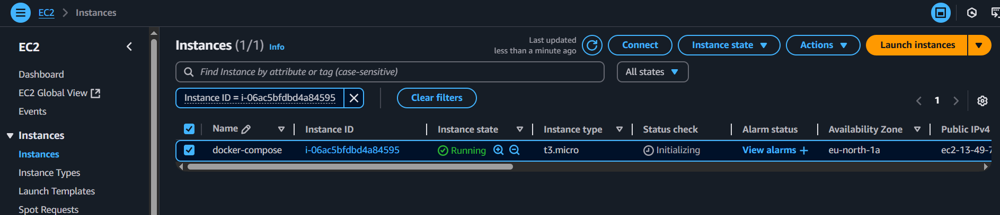 EC2 > Instances
EC2
Dashboard
EC2 Global View
Events
Instances
Instances
Instance Types
Launch Templates
Spot Requests
Instances (1/1) Info
Last updated
less than a minute ago
Connect
Instance state
Actions
Launch instances
Find Instance by attribute or tag (case-sensitive)
All states
Instance ID = i-06ac5bfdbd4a84595
Clear filters
1
Name Instance ID Instance state Instance type Status check Alarm status Availability Zone Public IPv4
docker-compose i-06ac5bfdbd4a84595 Running t3.micro Initializing View alarms + eu-north-1a ec2-13-49-7